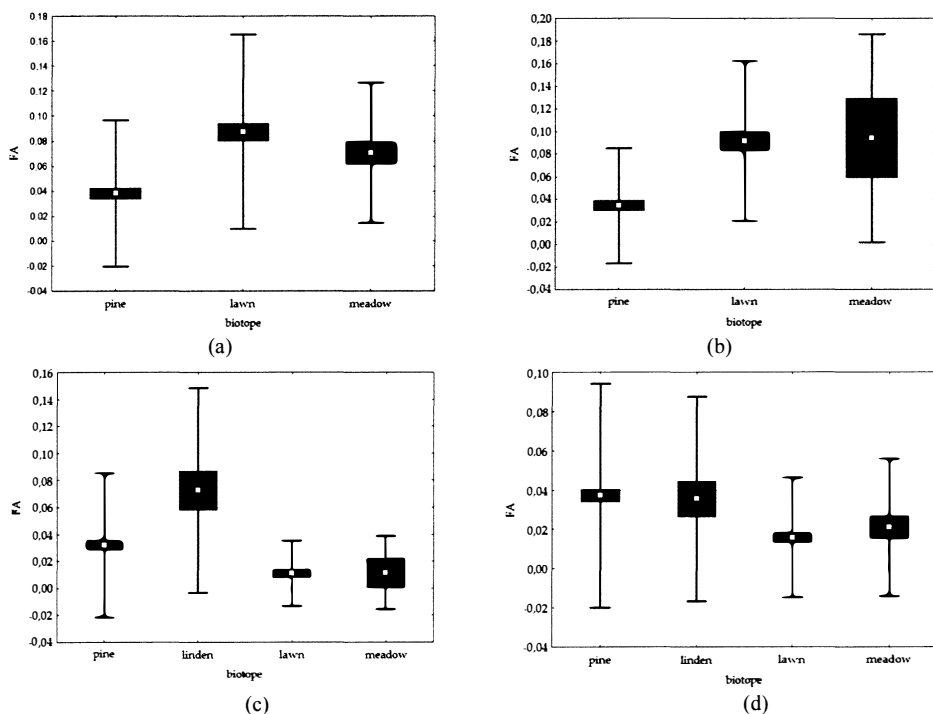 0.18
0.16
0.14
0.12
0.10
0.08
0.06
0.04
0.02
0.00
-0.02
-0.04
FA
pine lawn meadow
biotope
(a)
0,20
0,18
0,16
0,14
0,12
0,10
0,08
0,06
0,04
0,02
0,00
-0,02
-0,04
FA
pine lawn meadow
biotope
(b)
0,16
0,14
0,12
0,10
0,08
0,06
0,04
0,02
0,00
-0,02
-0,04
FA
pine linden lawn meadow
biotope
(c)
0,10
0,08
0,06
0,04
0,02
0,00
-0,02
-0,04
FA
pine linden lawn meadow
biotope
(d)